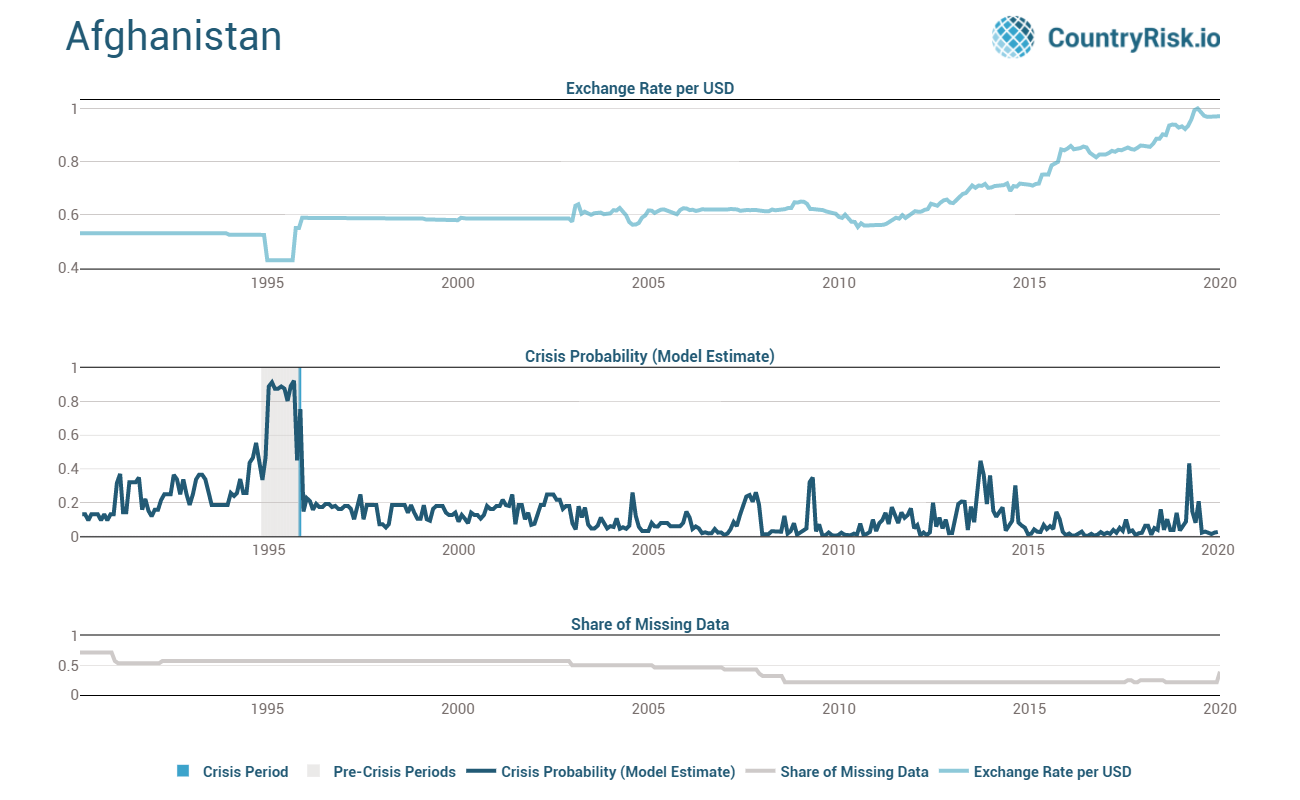 Afghanistan
CountryRisk.io
Exchange Rate per USD
1
0.8
0.6
0.4
1995 2000 2005 2010 2015 2020
Crisis Probability (Model Estimate)
1
0.8
0.6
0.4
0.2
0
1995 2000 2005 2010 2015 2020
Share of Missing Data
1
0.5
0
1995 2000 2005 2010 2015 2020
Crisis Period Pre-Crisis Periods Crisis Probability (Model Estimate) Share of Missing Data Exchange Rate per USD